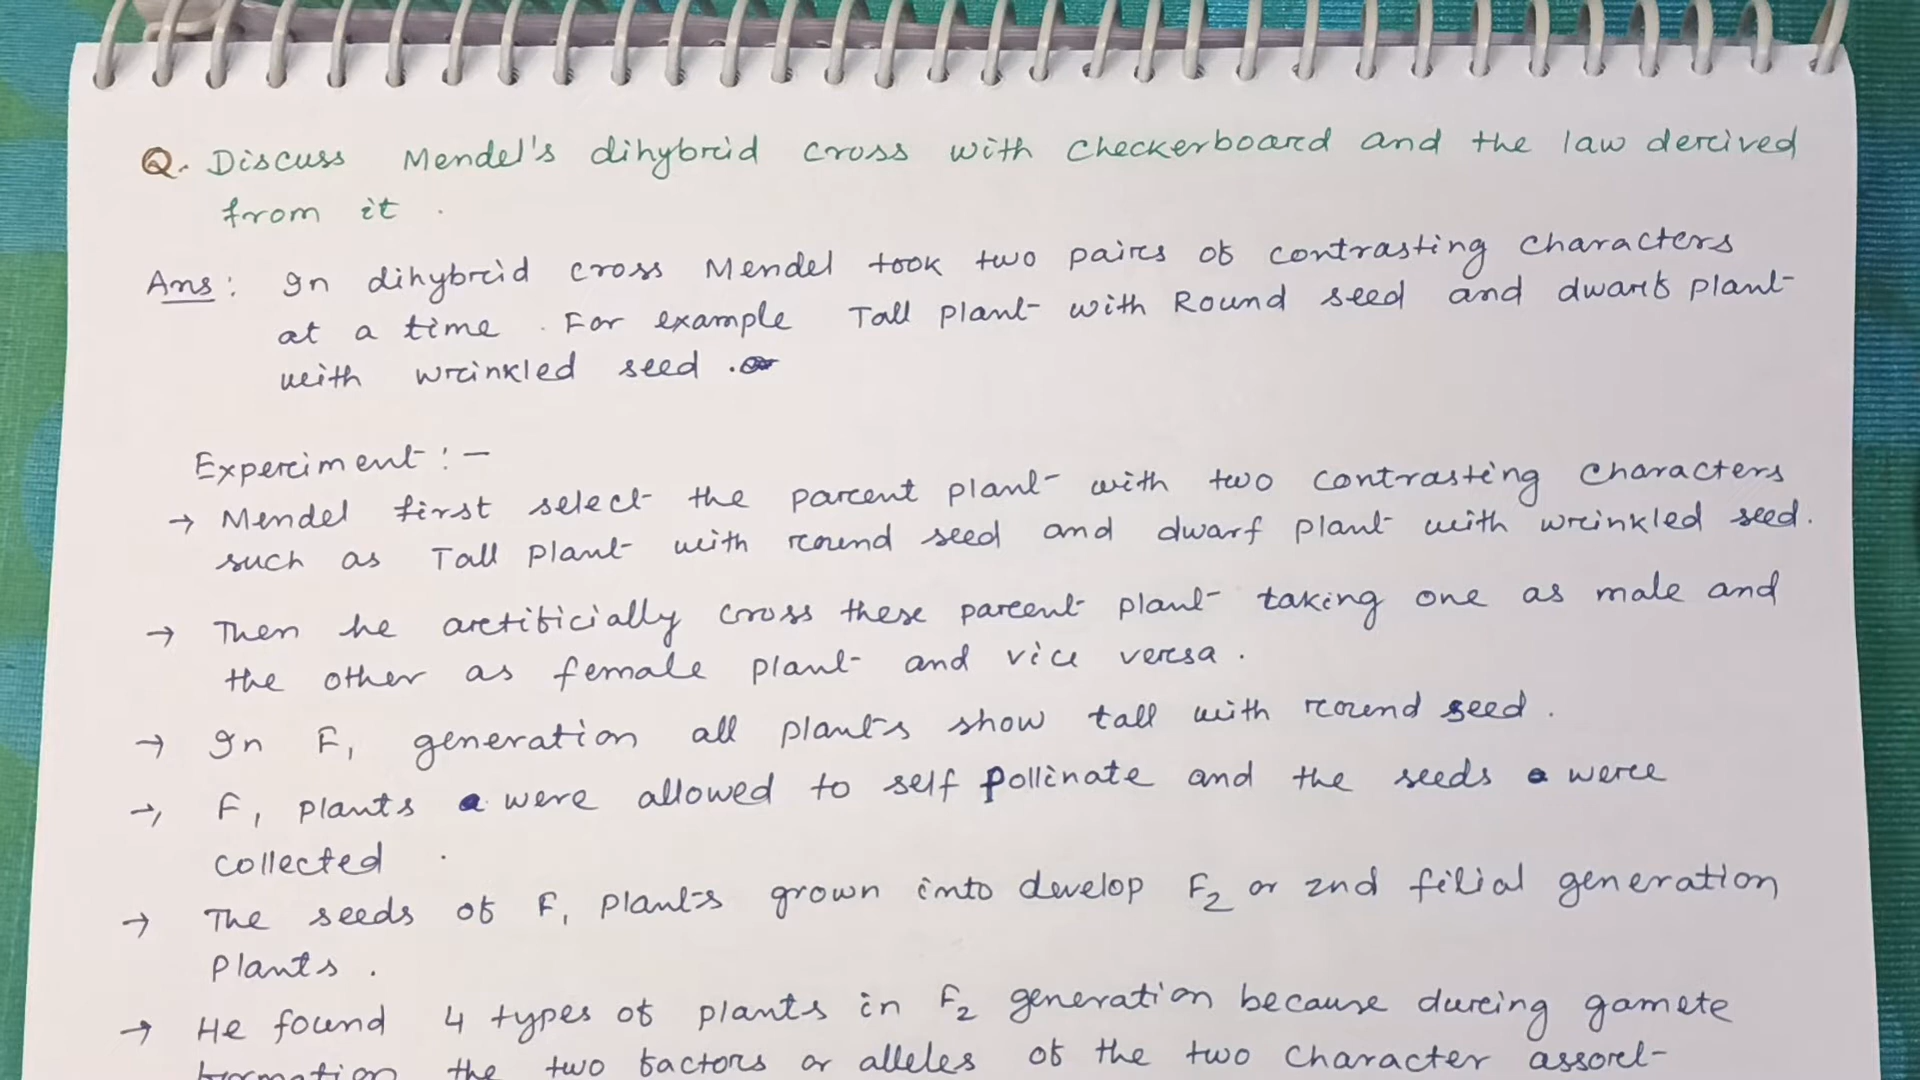 Q. Discuss Mendel's dihybrid cross with checkerboard and the law derived
from it.
Ans: In dihybrid cross Mendel took two pairs of contrasting characters
at a time. For example Tall plant with Round seed and dwarf plant
with wrinkled seed.
Experiment :-
→ Mendel first select the parent plant with two contrasting characters
such as Tall plant with round seed and dwarf plant with wrinkled seed.
→ Then he artificially cross these parent plant taking one as male and
the other as female plant and vice versa.
→ In F₁ generation all plants show tall with round seed.
→ F₁ plants were allowed to self pollinate and the seeds were
collected.
→ The seeds of F₁ plants grown into develop F₂ or 2nd filial generation
plants.
→ He found 4 types of plants in F₂ generation because during gamete
formation the two factors or alleles of the two character assort